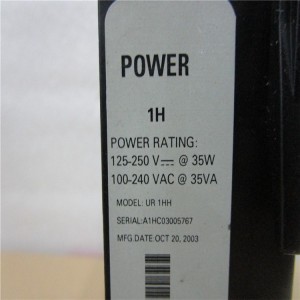 POWER
1H
POWER RATING:
125-250 V⎓ @ 35W
100-240 VAC @ 35VA
MODEL: UR 1HH
SERIAL:A1HC03005767
MFG.DATE OCT 20, 2003